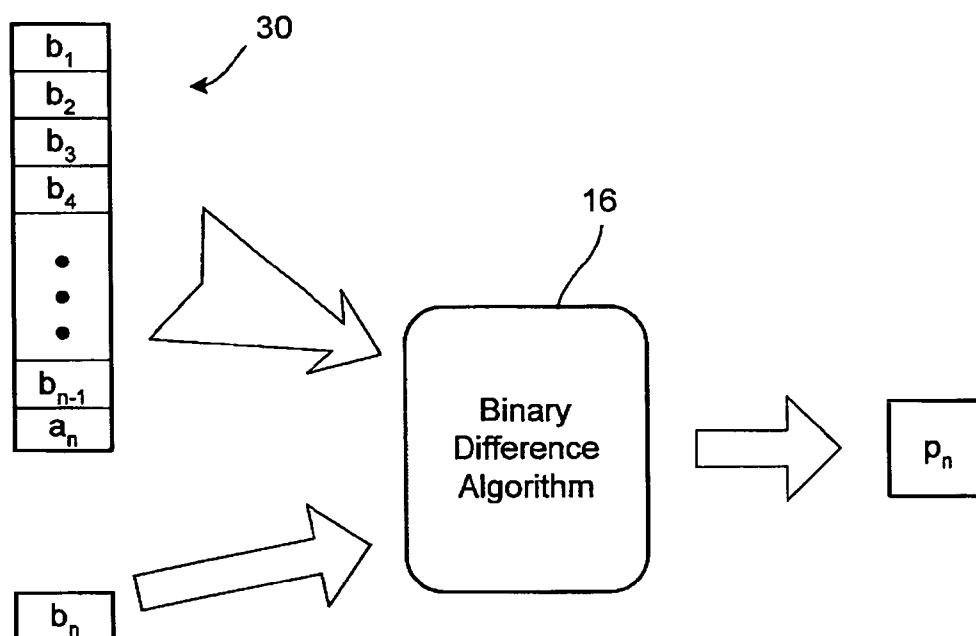 30
b₁
b₂
b₃
b₄
16
bₙ₋₁
aₙ
Binary
Difference
Algorithm
pₙ
bₙ